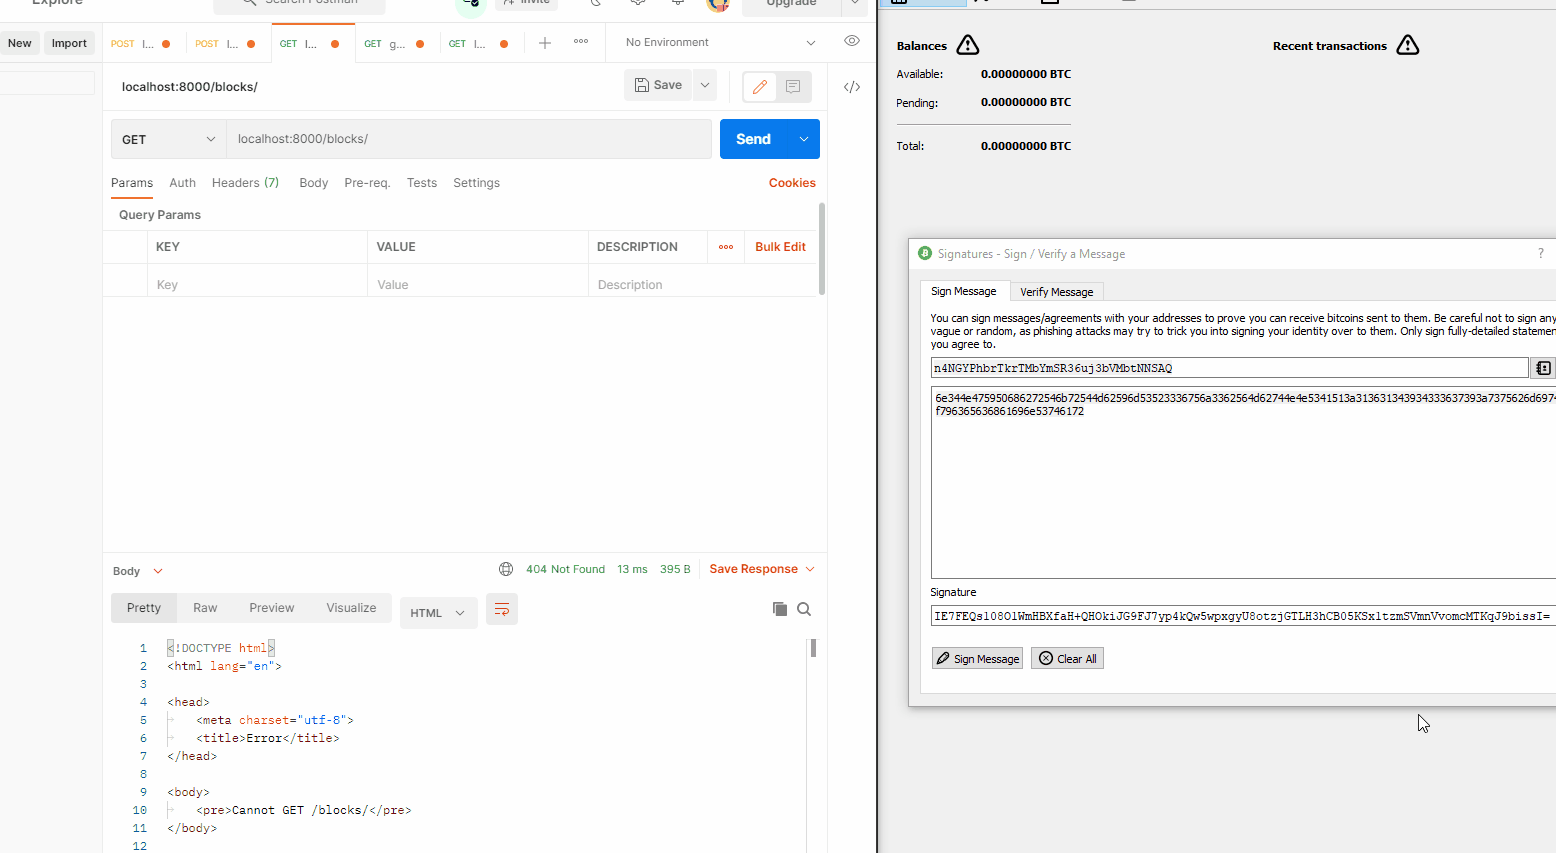 Explore
Search Postman
Invite
Upgrade
New
Import
POST l...
POST l...
GET l...
GET g...
GET l...
No Environment
localhost:8000/blocks/
Save
GET
localhost:8000/blocks/
Send
Params
Auth
Headers (7)
Body
Pre-req.
Tests
Settings
Cookies
Query Params
KEY
VALUE
DESCRIPTION
Bulk Edit
Key
Value
Description
Body
404 Not Found
13 ms
395 B
Save Response
Pretty
Raw
Preview
Visualize
HTML
1 <!DOCTYPE html>
2 <html lang="en">
3
4 <head>
5 <meta charset="utf-8">
6 <title>Error</title>
7 </head>
8
9 <body>
10 <pre>Cannot GET /blocks/</pre>
11 </body>
12
Balances
Recent transactions
Available: 0.00000000 BTC
Pending: 0.00000000 BTC
Total: 0.00000000 BTC
Signatures - Sign / Verify a Message
?
Sign Message
Verify Message
You can sign messages/agreements with your addresses to prove you can receive bitcoins sent to them. Be careful not to sign any
vague or random, as phishing attacks may try to trick you into signing your identity over to them. Only sign fully-detailed statemen
you agree to.
n4NGYPhbrTkrTMbYmSR36uj3bVMbtNNSAQ
6e344e475950686272546b72544d62596d53523336756a3362564d62744e4e5341513a313631343934333637393a7375626d6974
f796365636861696e53746172
Signature
IE7FEQsl08OlWmHBXfaH+QHOkiJG9FJ7yp4kQw5wpxgyU8otzjGTLH3hCB05KSxltzmSVmnVvomcMTKqJ9bissI=
Sign Message
Clear All